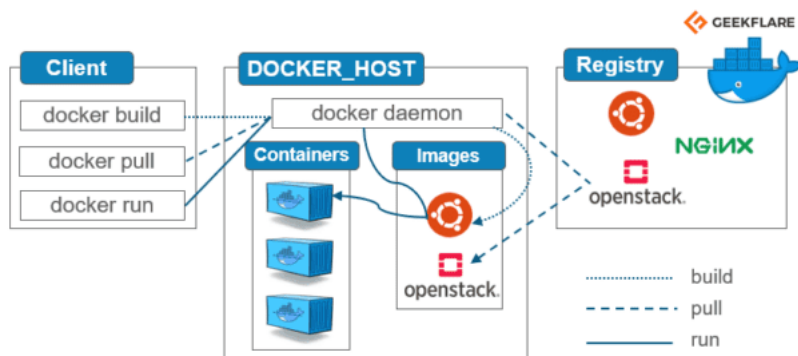 GEEKFLARE
Client
DOCKER_HOST
Registry
docker build
docker pull
docker run
docker daemon
Containers
Images
openstack.
NGINX
openstack.
build
pull
run